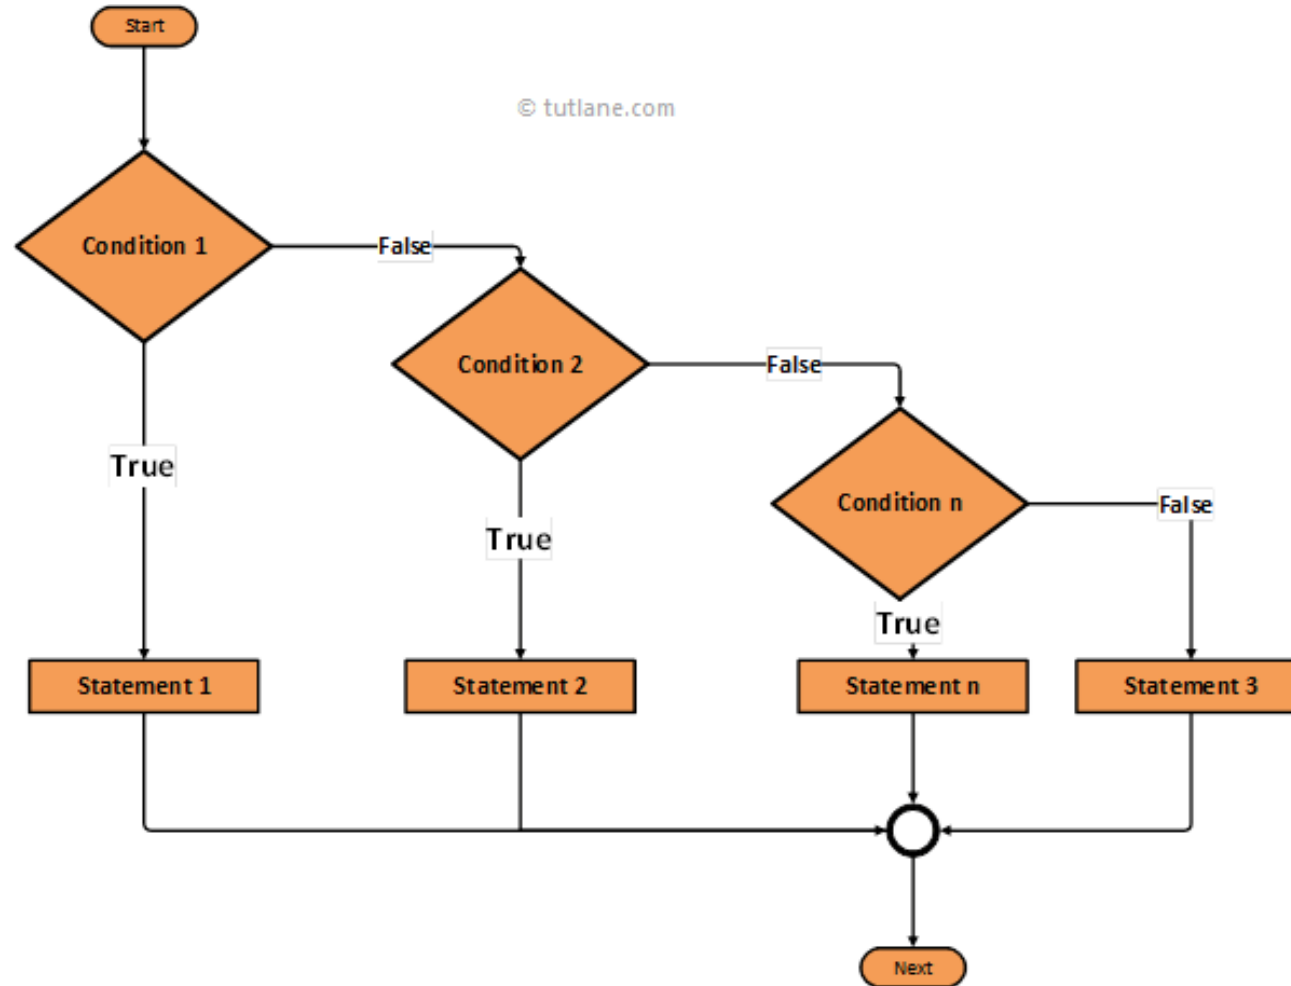 Start
© tutlane.com
Condition 1
False
Condition 2
False
True
Condition n
False
True
True
Statement 1
Statement 2
Statement n
Statement 3
Next